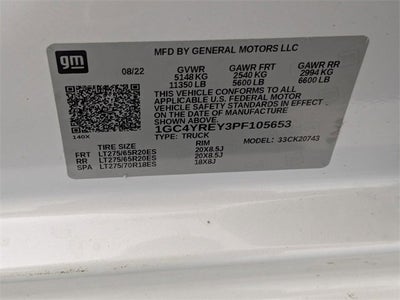 gm
MFD BY GENERAL MOTORS LLC
08/22 GVWR GAWR FRT GAWR RR
5148 KG 2540 KG 2994 KG
11350 LB 5600 LB 6600 LB
THIS VEHICLE CONFORMS TO ALL
APPLICABLE U.S. FEDERAL MOTOR
VEHICLE SAFETY STANDARDS IN EFFECT
ON THE DATE OF MANUFACTURE
SHOWN ABOVE.
1GC4YREY3PF105653
140X TYPE: TRUCK MODEL: 33CK20743
TIRE SIZE RIM
FRT LT275/65R20ES 20X8.5J
RR LT275/65R20ES 20X8.5J
SPA LT275/70R18ES 18X8J